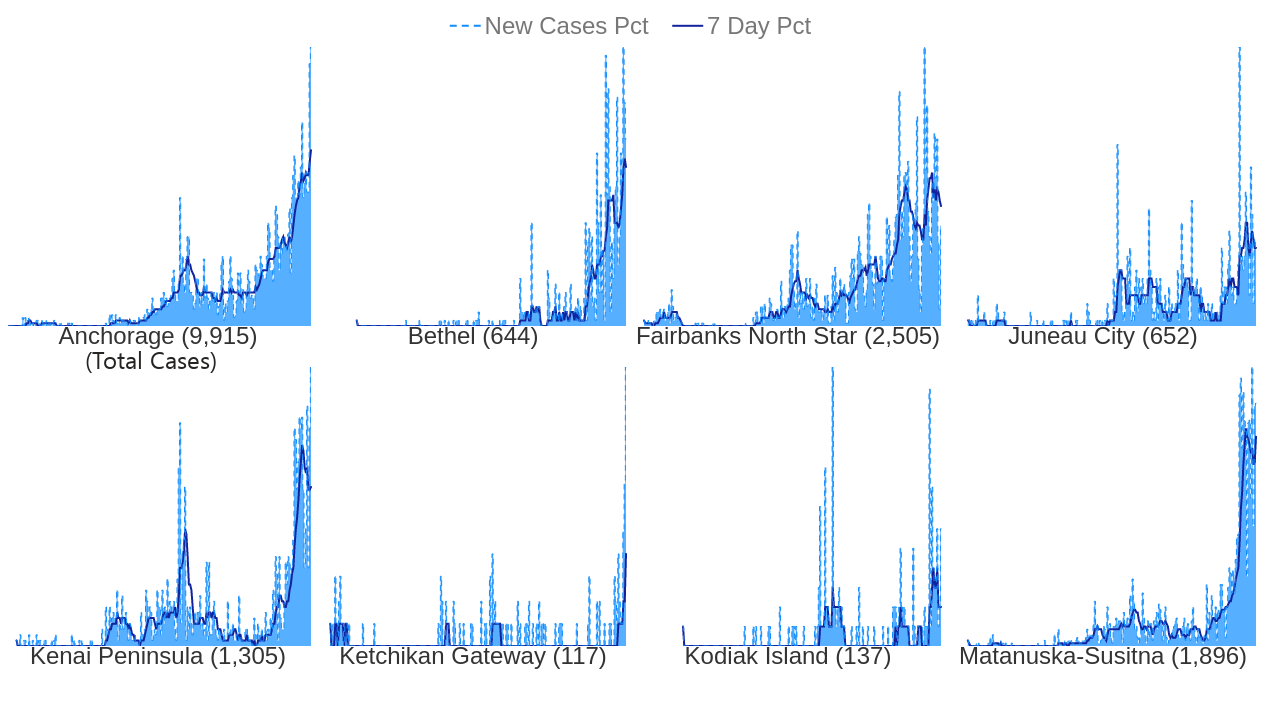 New Cases Pct 7 Day Pct
Anchorage (9,915) Bethel (644) Fairbanks North Star (2,505) Juneau City (652)
(Total Cases)
Kenai Peninsula (1,305) Ketchikan Gateway (117) Kodiak Island (137) Matanuska-Susitna (1,896)